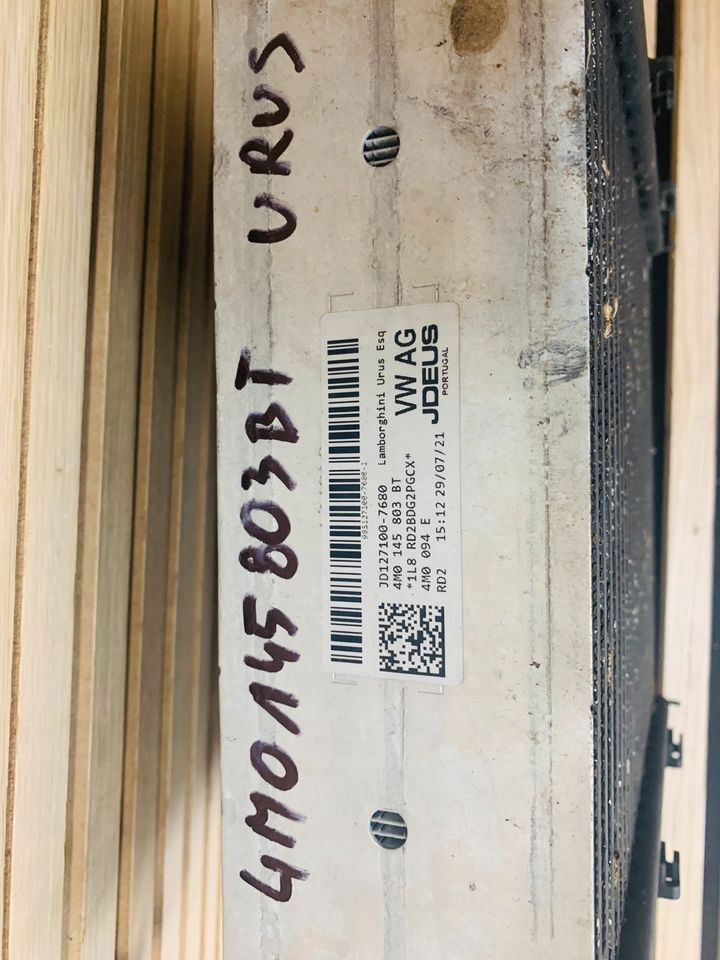 4M0145803BT URUS
985127100-7680-1
JD127100-7680 Lamborghini Urus Esq
4M0 145 803 BT
*1L8 RD2BDG2PGCX*
4M0 094 E
RD2 15:12 29/07/21
VW AG
JDEUS
PORTUGAL